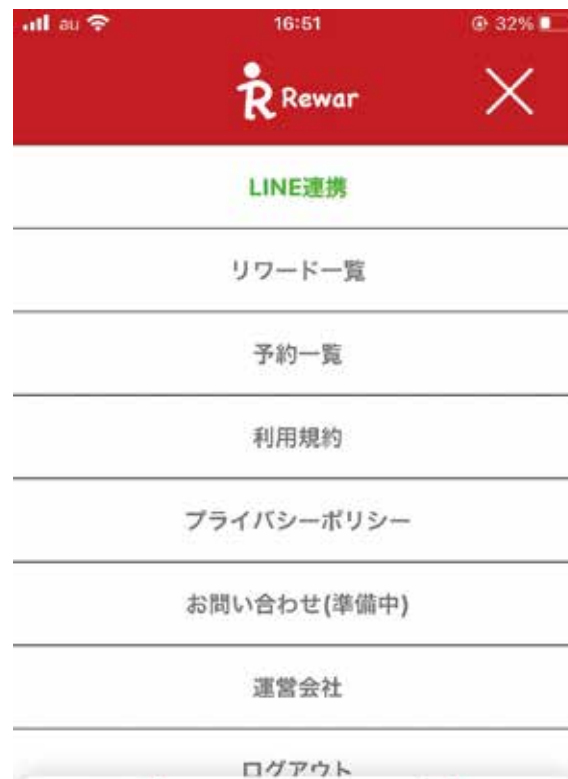 au 16:51 32%
Rewar
LINE連携
リワード一覧
予約一覧
利用規約
プライバシーポリシー
お問い合わせ(準備中)
運営会社
ログアウト